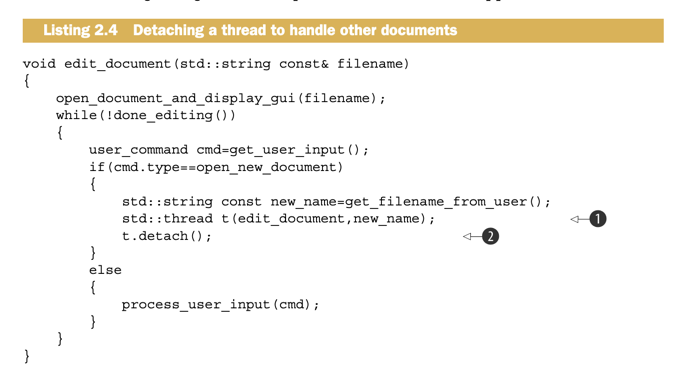 Listing 2.4 Detaching a thread to handle other documents
void edit_document(std::string const& filename)
{
    open_document_and_display_gui(filename);
    while(!done_editing())
    {
        user_command cmd=get_user_input();
        if(cmd.type==open_new_document)
        {
            std::string const new_name=get_filename_from_user();
            std::thread t(edit_document,new_name); 1
            t.detach(); 2
        }
        else
        {
            process_user_input(cmd);
        }
    }
}